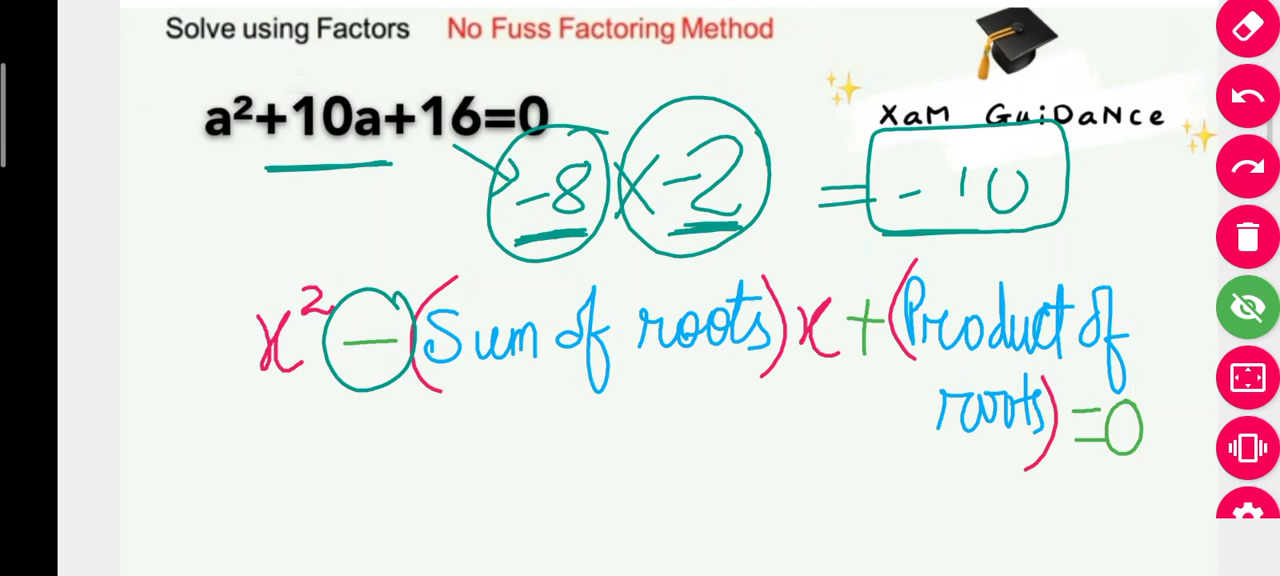 Solve using Factors No Fuss Factoring Method
a²+10a+16=0
XaM GuiDaNce
-8 x -2 = -10
x² - (Sum of roots) x + (Product of
roots) = 0